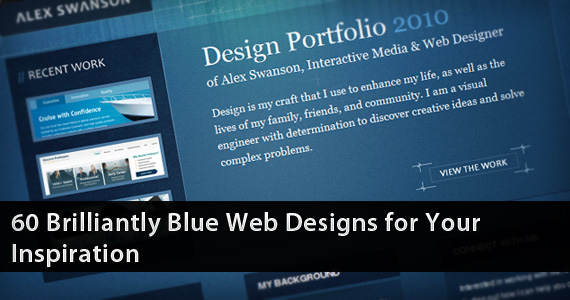 ALEX SWANSON
// RECENT WORK
Cruise with Confidence
Design Portfolio 2010
of Alex Swanson, Interactive Media & Web Designer
Design is my craft that I use to enhance my life, as well as the
lives of my family, friends, and community. I am a visual
engineer with determination to discover creative ideas and solve
complex problems.
VIEW THE WORK
60 Brilliantly Blue Web Designs for Your
Inspiration
MY BACKGROUND
CONNECT WITH ME